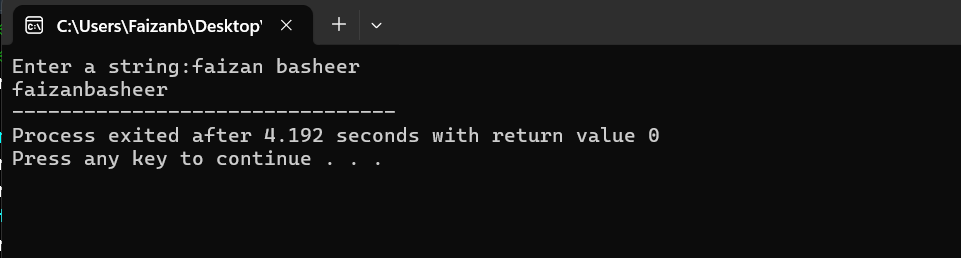 C:\Users\Faizanb\Desktop\
Enter a string:faizan basheer
faizanbasheer
--------------------------------
Process exited after 4.192 seconds with return value 0
Press any key to continue . . .